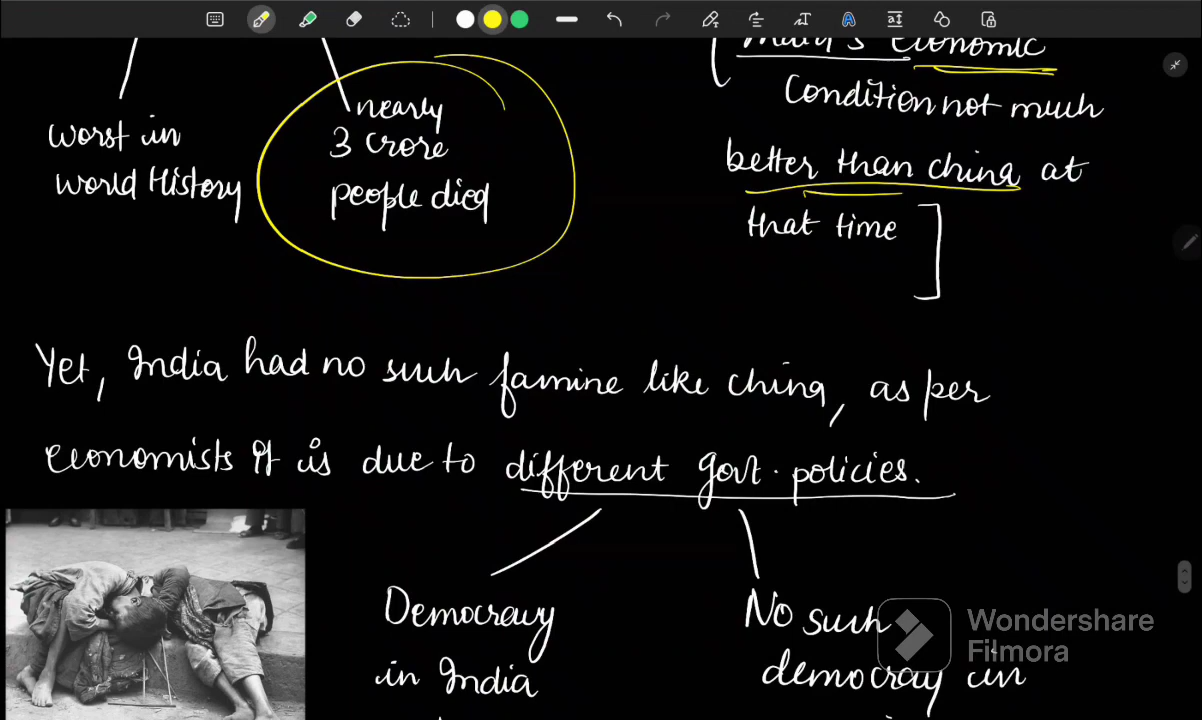 India's Economic
Condition not much
better than china at
that time
worst in
world History
nearly
3 Crore
people died
Yet, India had no such famine like china, as per
economists it is due to different govt. policies.
Democracy
in India
No such
democracy in
Wondershare
Filmora